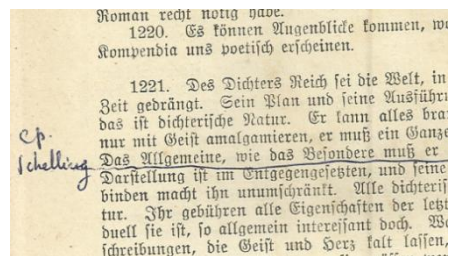 Roman recht nötig habe.
1220. Es können Augenblicke kommen, wo
Kompendia uns poetisch erscheinen.
1221. Des Dichters Reich sei die Welt, in
Zeit gedrängt. Sein Plan und seine Ausführ
das ist dichterische Natur. Er kann alles brau
nur mit Geist amalgamieren, er muß ein Ganze
cp.
Schelling
Das Allgemeine, wie das Besondere muß er
Darstellung ist im Entgegengesetzten, und seine
binden macht ihn unumschränkt. Alle dichteris
tur. Ihr gebühren alle Eigenschaften der letzt
duell sie ist, so allgemein interessant doch. Wa
schreibungen, die Geist und Herz kalt lassen,